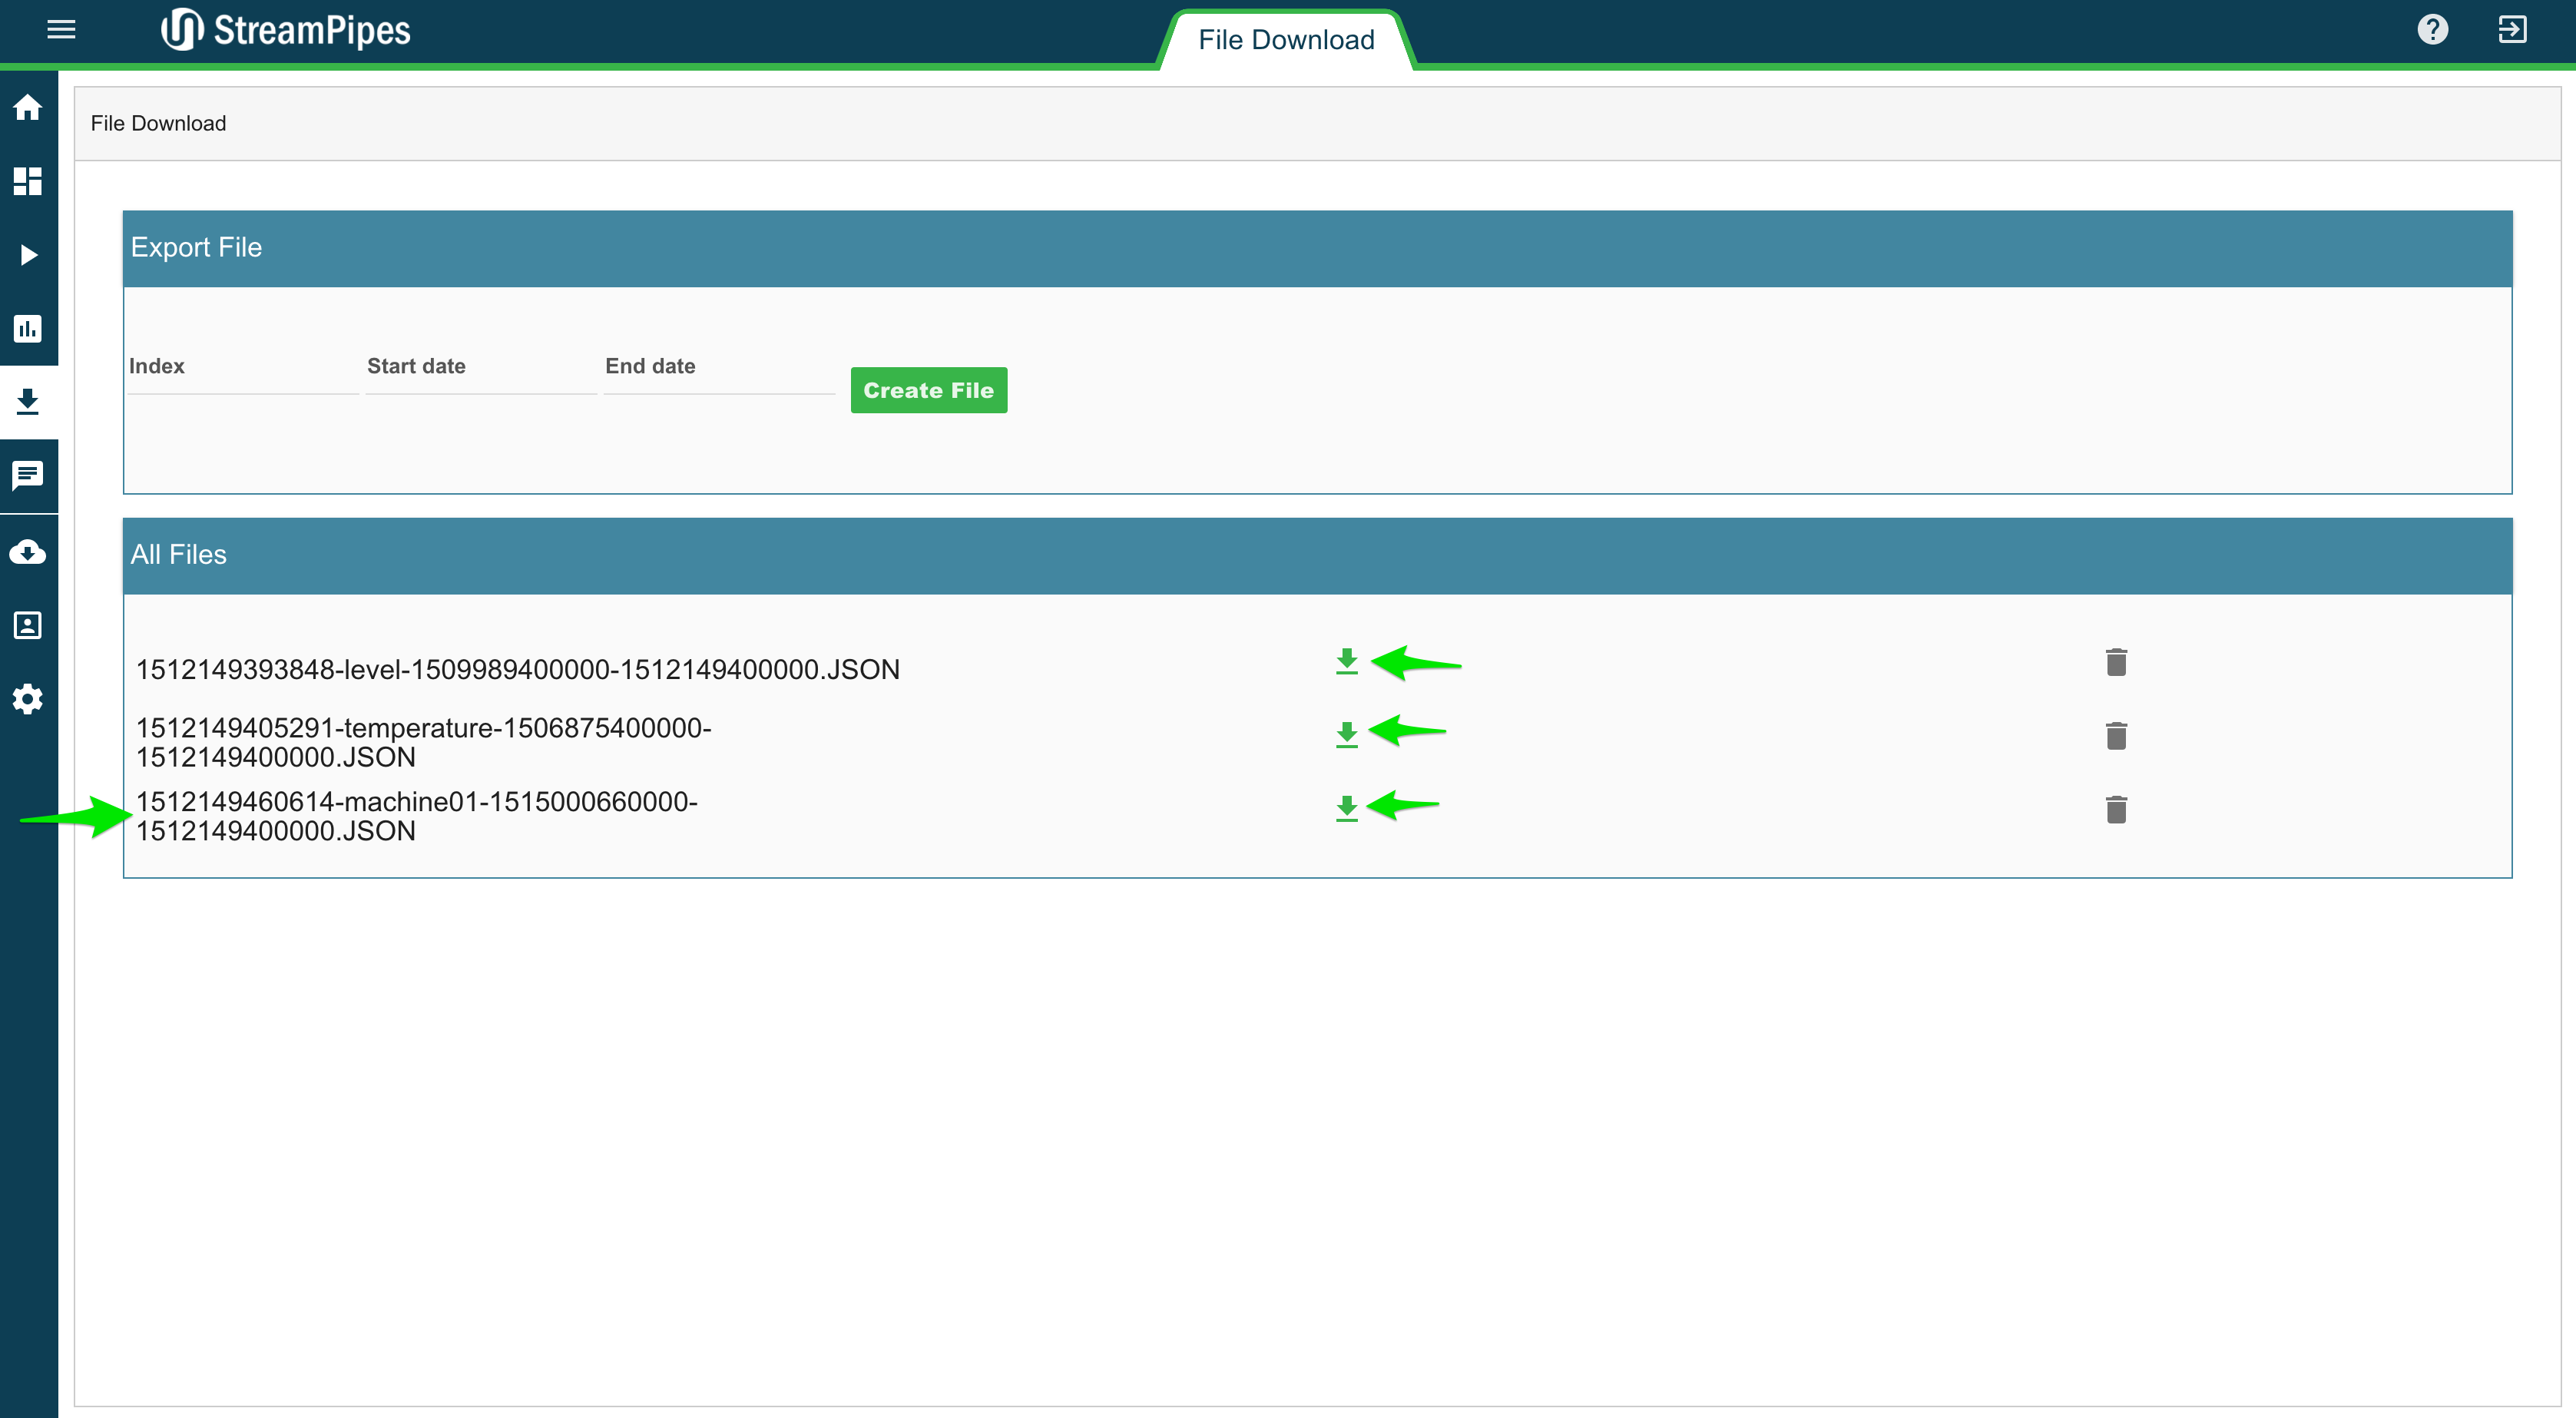 StreamPipes
File Download
File Download
Export File
Index
Start date
End date
Create File
All Files
1512149393848-level-1509989400000-1512149400000.JSON
1512149405291-temperature-1506875400000-
1512149400000.JSON
1512149460614-machine01-1515000660000-
1512149400000.JSON